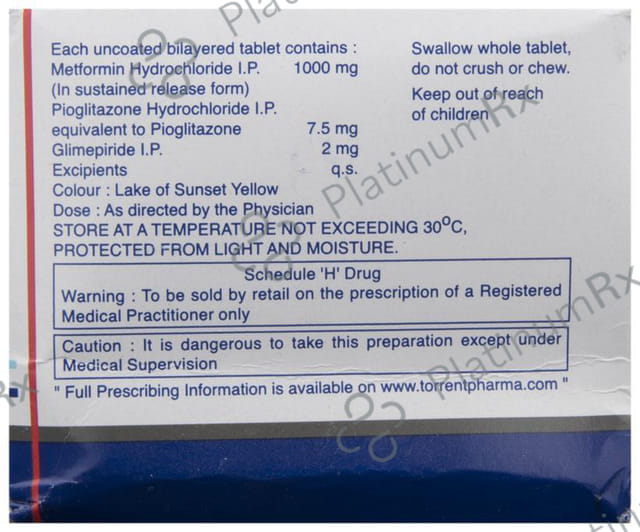 Each uncoated bilayered tablet contains :
Metformin Hydrochloride I.P. 1000 mg
(In sustained release form)
Pioglitazone Hydrochloride I.P.
equivalent to Pioglitazone 7.5 mg
Glimepiride I.P. 2 mg
Excipients q.s.
Colour : Lake of Sunset Yellow
Dose : As directed by the Physician
STORE AT A TEMPERATURE NOT EXCEEDING 30°C,
PROTECTED FROM LIGHT AND MOISTURE.
Swallow whole tablet,
do not crush or chew.
Keep out of reach
of children
Schedule 'H' Drug
Warning : To be sold by retail on the prescription of a Registered
Medical Practitioner only
Caution : It is dangerous to take this preparation except under
Medical Supervision
" Full Prescribing Information is available on www.torrentpharma.com "
PlatinumRx
PlatinumRx
Platinu
Rx